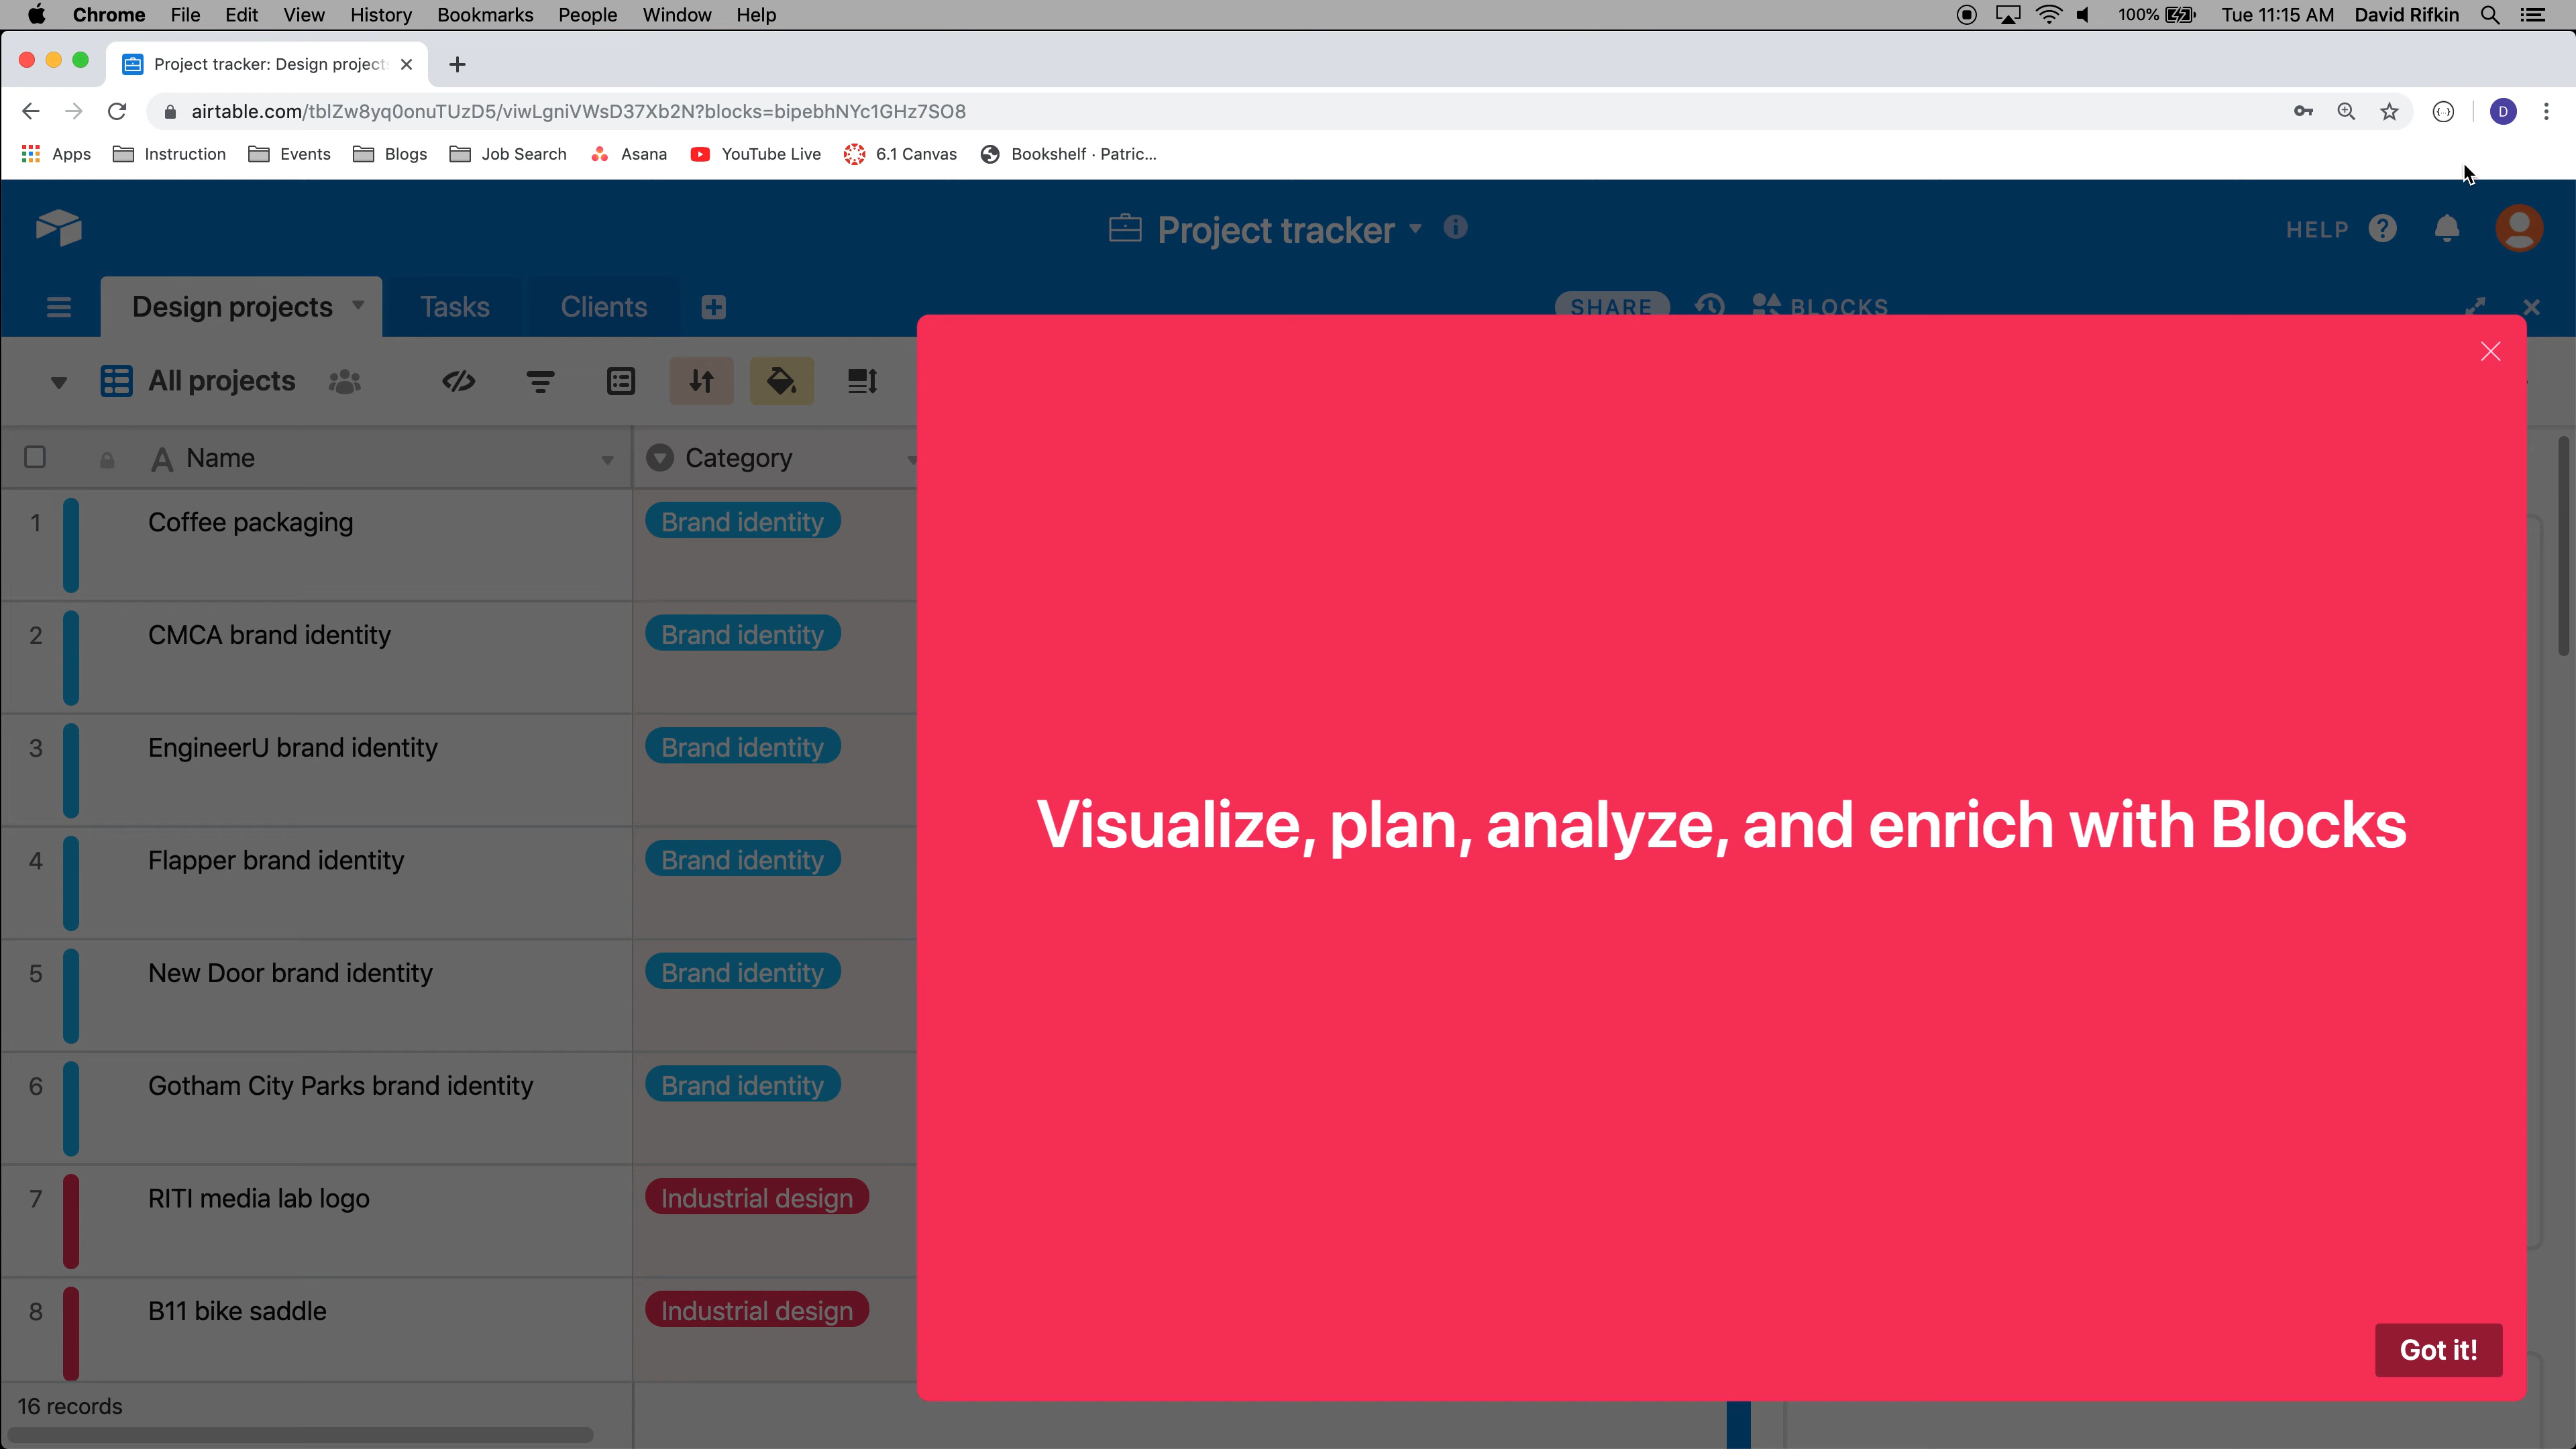 Chrome File Edit View History Bookmarks People Window Help 100% Tue 11:15 AM David Rifkin
Project tracker: Design project
airtable.com/tblZw8yq0onuTUzD5/viwLgniVWsD37Xb2N?blocks=bipebhNYc1GHz7SO8 D
Apps Instruction Events Blogs Job Search Asana YouTube Live 6.1 Canvas Bookshelf · Patric...
Project tracker HELP
Design projects Tasks Clients SHARE BLOCKS
All projects
Name Category
1 Coffee packaging Brand identity
2 CMCA brand identity Brand identity
3 EngineerU brand identity Brand identity
4 Flapper brand identity Brand identity
5 New Door brand identity Brand identity
6 Gotham City Parks brand identity Brand identity
7 RITI media lab logo Industrial design
8 B11 bike saddle Industrial design
16 records
Visualize, plan, analyze, and enrich with Blocks
Got it!